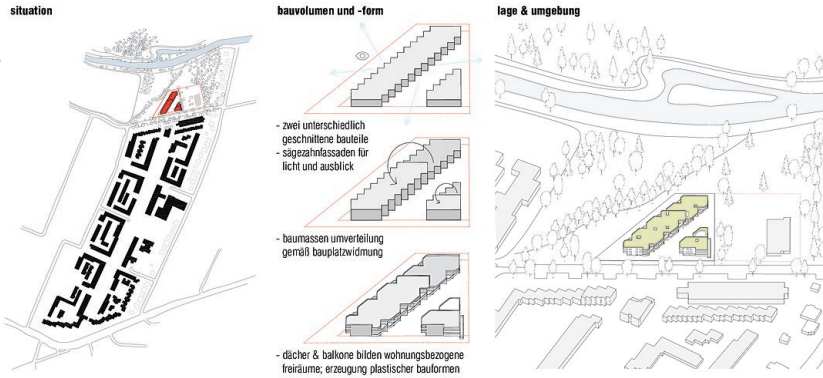 situation
bauvolumen und -form
- zwei unterschiedlich
geschnittene bauteile
- sägezahnfassaden für
licht und ausblick
- baumassen umverteilung
gemäß bauplatzwidmung
- dächer & balkone bilden wohnungsbezogene
freiräume; erzeugung plastischer bauformen
lage & umgebung